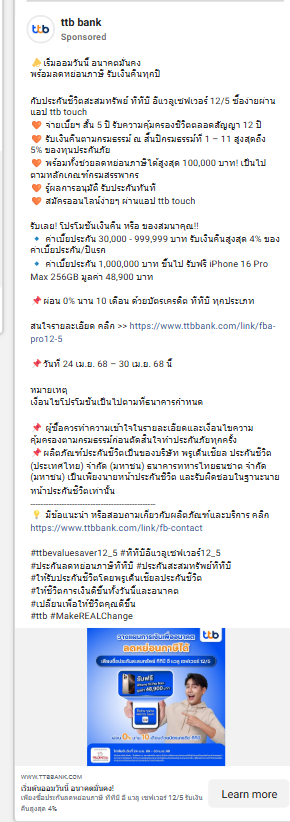 ttb bank
Sponsored
📣เริ่มออมวันนี้ อนาคตมั่นคง
พร้อมลดหย่อนภาษี รับเงินคืนทุกปี
กับประกันชีวิตสะสมทรัพย์ ทีทีบี อีแวลูเซฟเวอร์ 12/5 ซื้อง่ายผ่าน
แอป ttb touch
🧡 จ่ายเบี้ยฯ สั้น 5 ปี รับความคุ้มครองชีวิตตลอดสัญญา 12 ปี
🧡 รับเงินคืนตามกรมธรรม์ ณ สิ้นปีกรมธรรม์ที่ 1 – 11 สูงสุดถึง
5% ของทุนประกันภัย
🧡 พร้อมทั้งช่วยลดหย่อนภาษีได้สูงสุด 100,000 บาท! เป็นไป
ตามหลักเกณฑ์กรมสรรพากร
🧡 รู้ผลการอนุมัติ รับประกันทันที
🧡 สมัครออนไลน์ง่ายๆ ผ่านแอป ttb touch
รับเลย! โปรโมชันเงินคืน หรือ ของสมนาคุณ!!
🔹 ค่าเบี้ยประกัน 30,000 - 999,999 บาท รับเงินคืนสูงสุด 4% ของ
ค่าเบี้ยประกัน/ปีแรก
🔹 ค่าเบี้ยประกัน 1,000,000 บาท ขึ้นไป รับฟรี iPhone 16 Pro
Max 256GB มูลค่า 48,900 บาท
📌ผ่อน 0% นาน 10 เดือน ด้วยบัตรเครดิต ทีทีบี ทุกประเภท
สนใจรายละเอียด คลิก >> https://www.ttbbank.com/link/fba-
pro12-5
📌วันที่ 24 เม.ย. 68 – 30 เม.ย. 68 นี้
หมายเหตุ
เงื่อนไขโปรโมชันเป็นไปตามที่ธนาคารกำหนด
📌 ผู้ซื้อควรทำความเข้าใจในรายละเอียดและเงื่อนไขความ
คุ้มครองตามกรมธรรม์ก่อนตัดสินใจทำประกันภัยทุกครั้ง
📌 ผลิตภัณฑ์ประกันชีวิตเป็นของบริษัท พรูเด็นเชียล ประกันชีวิต
(ประเทศไทย) จำกัด (มหาชน) ธนาคารทหารไทยธนชาต จำกัด
(มหาชน) เป็นเพียงนายหน้าประกันชีวิต และรับผิดชอบในฐานะนาย
หน้าประกันชีวิตเท่านั้น
💡 มีข้อแนะนำ หรือสอบถามเกี่ยวกับผลิตภัณฑ์และบริการ คลิก
https://www.ttbbank.com/link/fb-contact
#ttbevaluesaver12_5 #ทีทีบีอีแวลูเซฟเวอร์12_5
#ประกันลดหย่อนภาษีทีทีบี #ประกันสะสมทรัพย์ทีทีบี
#ให้รับประกันชีวิตโดยพรูเด็นเชียลประกันชีวิต
#ให้ชีวิตการเงินดีขึ้นทั้งวันนี้และอนาคต
#เปลี่ยนเพื่อให้ชีวิตคุณดีขึ้น
#ttb #MakeREALChange
วางแผนการเงินเพื่ออนาคต
ttb
ลดหย่อนภาษีได้
รับฟรี
48,900
ผ่อน 0% นาน 10 เดือน
WWW.TTBBANK.COM
เริ่มต้นออมวันนี้ อนาคตมั่นคง!
เพียงซื้อประกันลดหย่อนภาษี ทีทีบี อี แวลู เซฟเวอร์ 12/5 รับเงิน
คืนสูงสุด 4%
Learn more